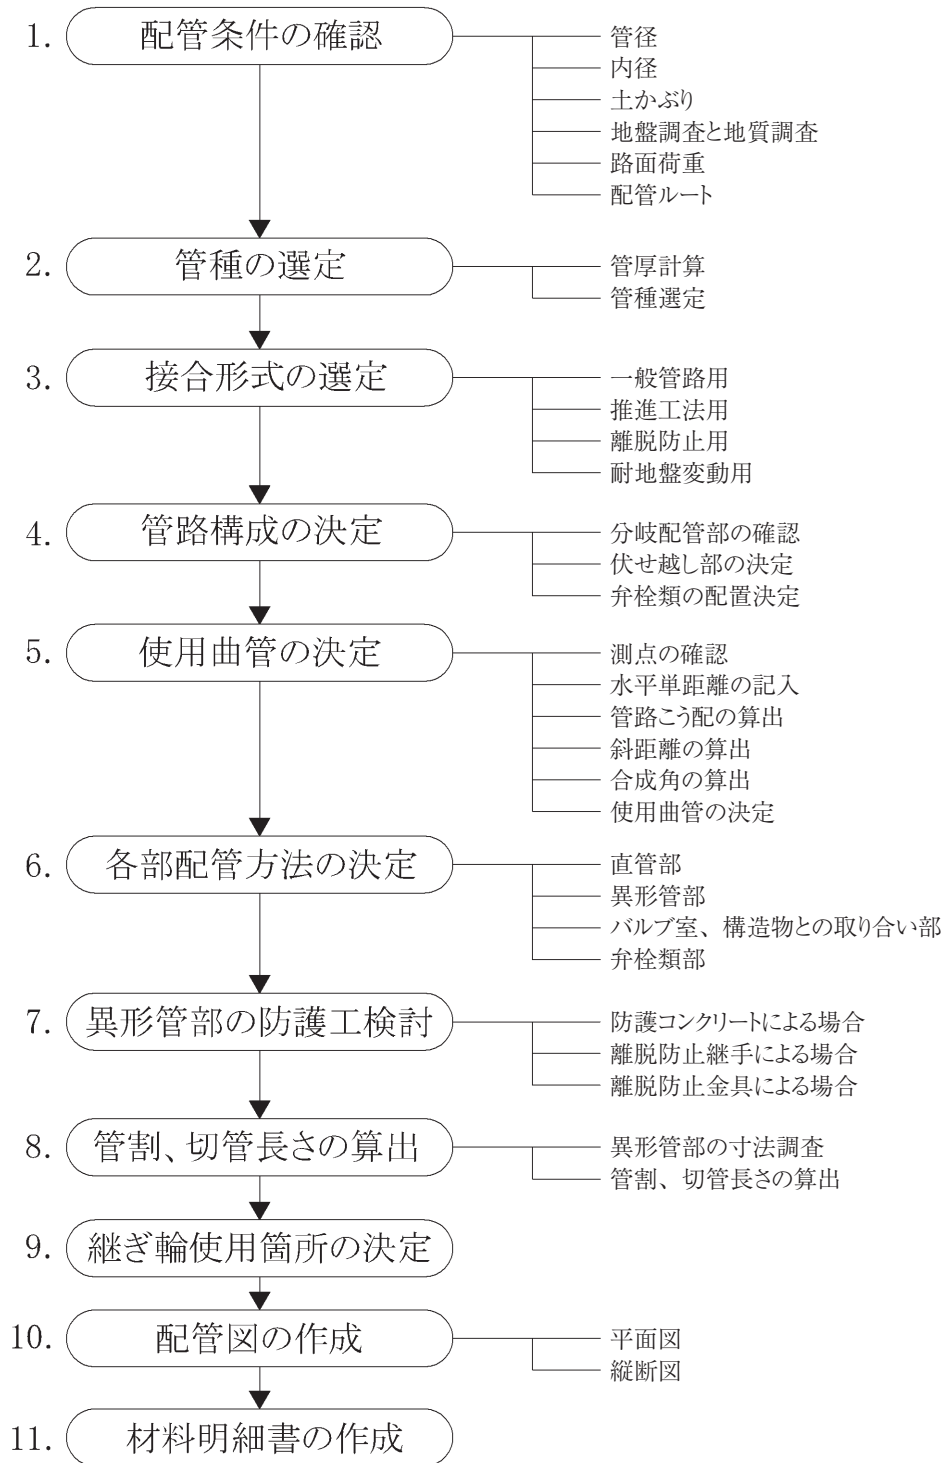 1. 配管条件の確認
管径
内径
土かぶり
地盤調査と地質調査
路面荷重
配管ルート
2. 管種の選定
管厚計算
管種選定
3. 接合形式の選定
一般管路用
推進工法用
離脱防止用
耐地盤変動用
4. 管路構成の決定
分岐配管部の確認
伏せ越し部の決定
弁栓類の配置決定
5. 使用曲管の決定
測点の確認
水平単距離の記入
管路こう配の算出
斜距離の算出
合成角の算出
使用曲管の決定
6. 各部配管方法の決定
直管部
異形管部
バルブ室、構造物との取り合い部
弁栓類部
7. 異形管部の防護工検討
防護コンクリートによる場合
離脱防止継手による場合
離脱防止金具による場合
8. 管割、切管長さの算出
異形管部の寸法調査
管割、切管長さの算出
9. 継ぎ輪使用箇所の決定
10. 配管図の作成
平面図
縦断図
11. 材料明細書の作成